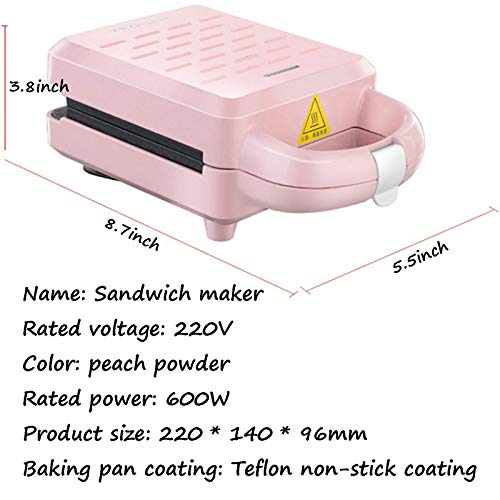 3.8inch
8.7inch
5.5inch
Name: Sandwich maker
Rated voltage: 220V
Color: peach powder
Rated power: 600W
Product size: 220 * 140 * 96mm
Baking pan coating: Teflon non-stick coating